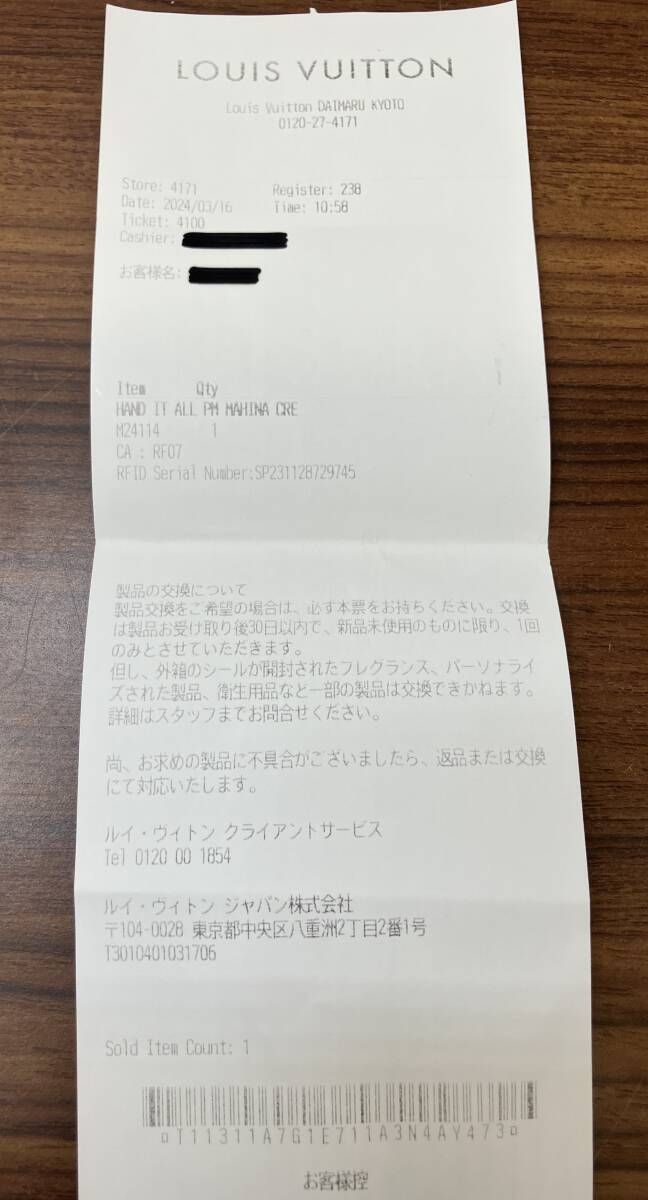 LOUIS VUITTON
Louis Vuitton DAIMARU KYOTO
0120-27-4171
Store: 4171 Register: 238
Date: 2024/03/16 Time: 10:58
Ticket: 4100
Cashier:
お客様名:
Item Qty
HAND IT ALL PM MAHINA CRE
M24114 1
CA : RF07
RFID Serial Number:SP231128729745
製品の交換について
製品交換をご希望の場合は、必ず本票をお持ちください。交換
は製品お受け取り後30日以内で、新品未使用のものに限り、1回
のみとさせていただきます。
但し、外箱のシールが開封されたフレグランス、パーソナライ
ズされた製品、衛生用品など一部の製品は交換できかねます。
詳細はスタッフまでお問合せください。
尚、お求めの製品に不具合がございましたら、返品または交換
にて対応いたします。
ルイ・ヴィトン クライアントサービス
Tel 0120 00 1854
ルイ・ヴィトン ジャパン株式会社
〒104-0028 東京都中央区八重洲2丁目2番1号
T3010401031706
Sold Item Count: 1
¤T11311A7G1E711A3N4AY473¤
お客様控